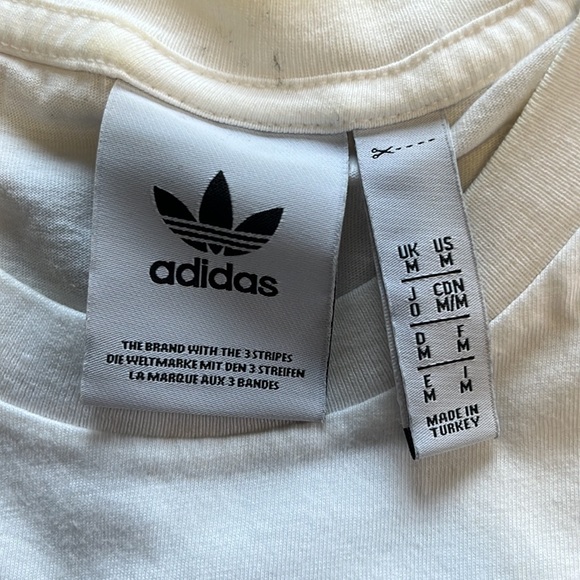 adidas
THE BRAND WITH THE 3 STRIPES
DIE WELTMARKE MIT DEN 3 STREIFEN
LA MARQUE AUX 3 BANDES
UK US
M M
J CDN
O M/M
D F
M M
E I
M M
MADE IN
TURKEY